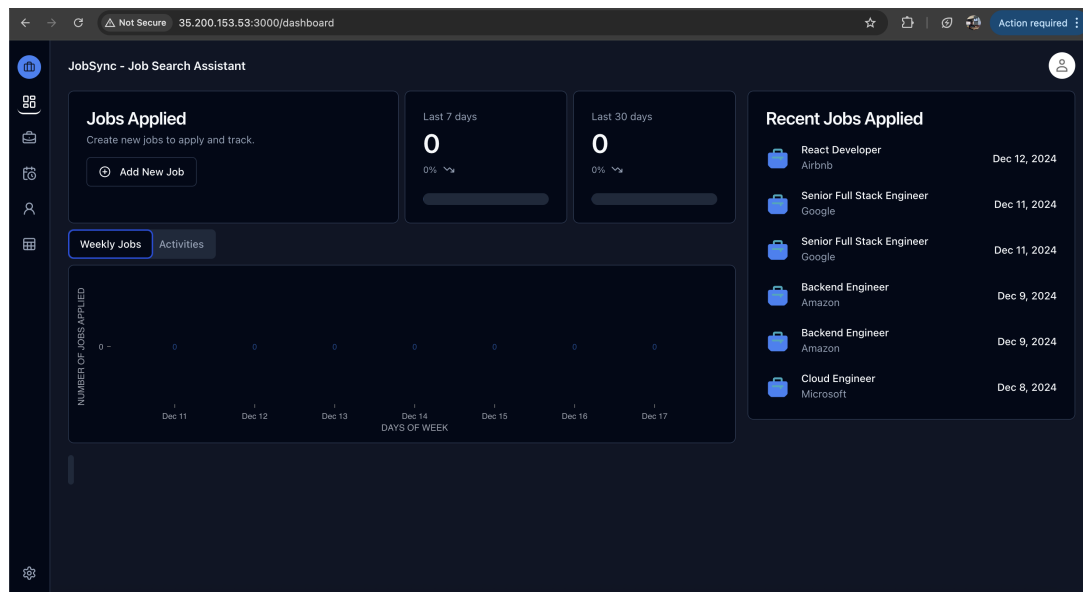 Not Secure 35.200.153.53:3000/dashboard Action required
JobSync - Job Search Assistant
Jobs Applied
Create new jobs to apply and track.
Add New Job
Last 7 days
0
0%
Last 30 days
0
0%
Weekly Jobs Activities
NUMBER OF JOBS APPLIED
0
0 0 0 0 0 0 0
Dec 11 Dec 12 Dec 13 Dec 14 Dec 15 Dec 16 Dec 17
DAYS OF WEEK
Recent Jobs Applied
React Developer
Airbnb
Dec 12, 2024
Senior Full Stack Engineer
Google
Dec 11, 2024
Senior Full Stack Engineer
Google
Dec 11, 2024
Backend Engineer
Amazon
Dec 9, 2024
Backend Engineer
Amazon
Dec 9, 2024
Cloud Engineer
Microsoft
Dec 8, 2024